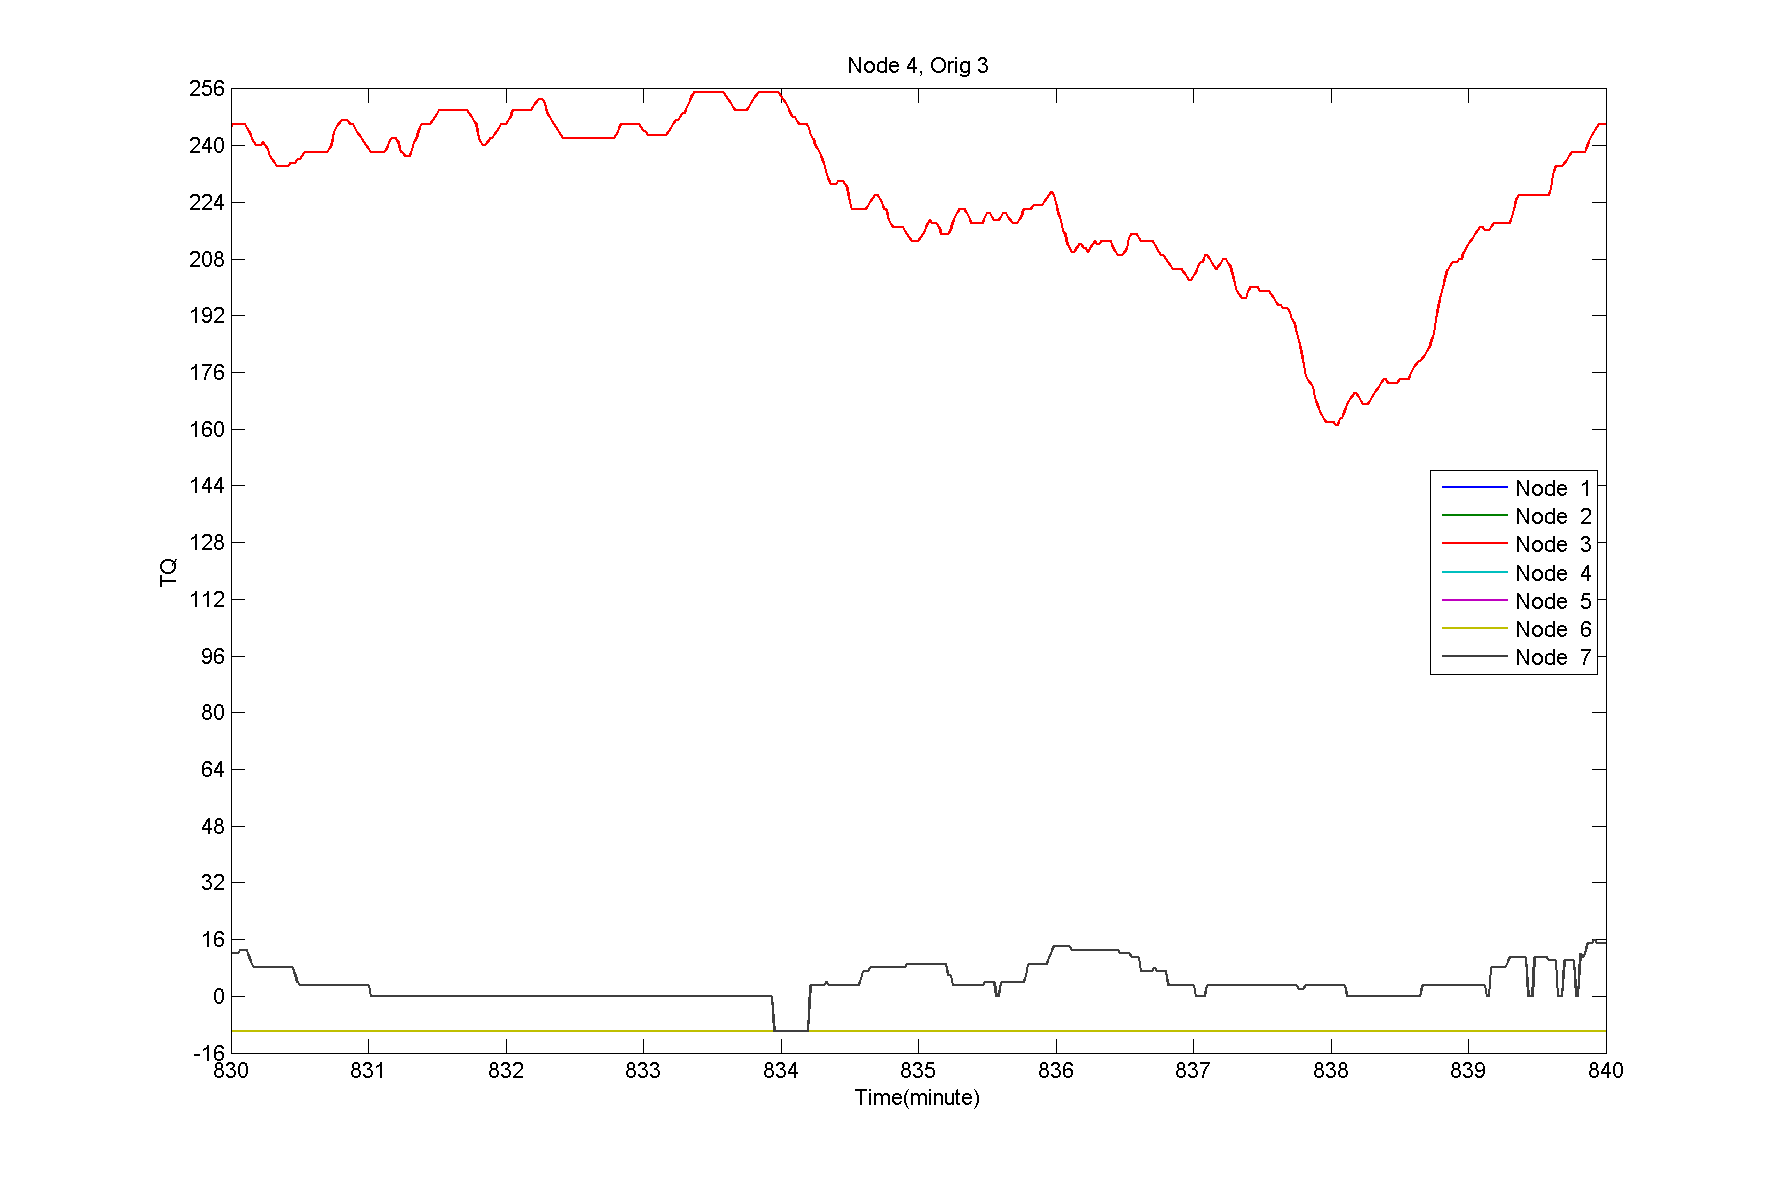 Node 4, Orig 3
256
240
224
208
192
176
160
144
128
112
96
80
64
48
32
16
0
-16
TQ
Node 1
Node 2
Node 3
Node 4
Node 5
Node 6
Node 7
830 831 832 833 834 835 836 837 838 839 840
Time(minute)